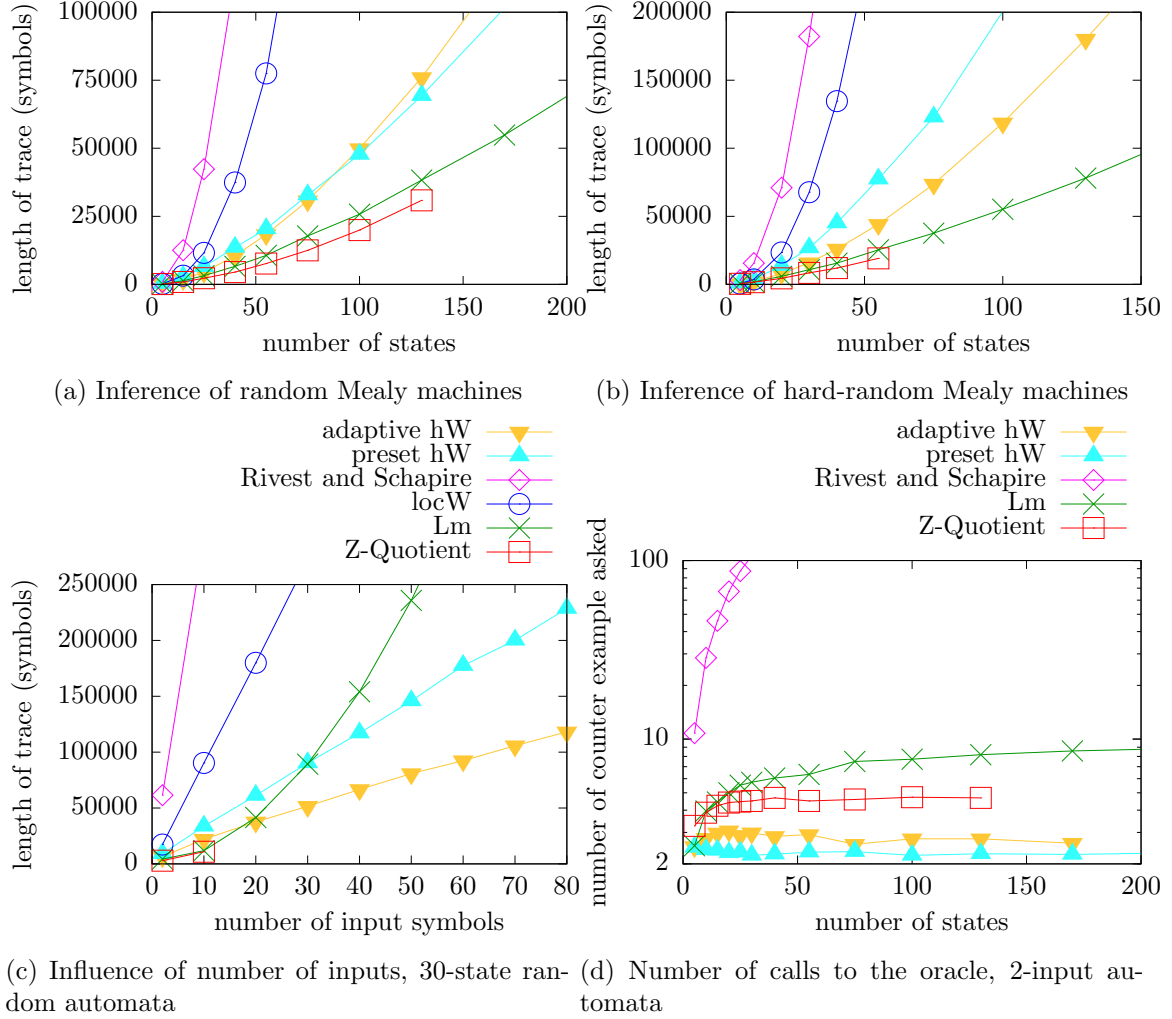 100000
75000
50000
25000
0
length of trace (symbols)
0 50 100 150 200
number of states
(a) Inference of random Mealy machines
200000
150000
100000
50000
0
length of trace (symbols)
0 50 100 150
number of states
(b) Inference of hard-random Mealy machines
adaptive hW
preset hW
Rivest and Schapire
locW
Lm
Z-Quotient
250000
200000
150000
100000
50000
0
length of trace (symbols)
0 10 20 30 40 50 60 70 80
number of input symbols
(c) Influence of number of inputs, 30-state ran-
dom automata
adaptive hW
preset hW
Rivest and Schapire
Lm
Z-Quotient
100
10
2
number of counter example asked
0 50 100 150 200
number of states
(d) Number of calls to the oracle, 2-input au-
tomata